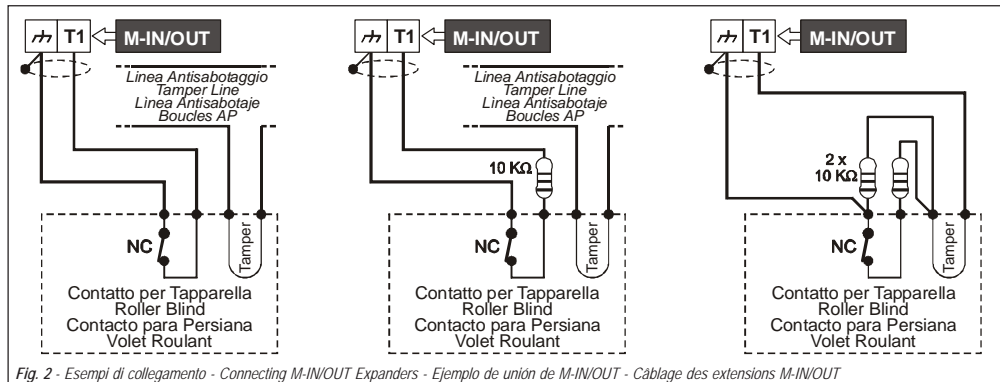 T1
M-IN/OUT
Linea Antisabotaggio
Tamper Line
Lìnea Antisabotaje
Boucles AP
NC
Tamper
Contatto per Tapparella
Roller Blind
Contacto para Persiana
Volet Roulant
T1
M-IN/OUT
Linea Antisabotaggio
Tamper Line
Lìnea Antisabotaje
Boucles AP
10 KΩ
NC
Tamper
Contatto per Tapparella
Roller Blind
Contacto para Persiana
Volet Roulant
T1
M-IN/OUT
2 x
10 KΩ
NC
Tamper
Contatto per Tapparella
Roller Blind
Contacto para Persiana
Volet Roulant
Fig. 2 - Esempi di collegamento - Connecting M-IN/OUT Expanders - Ejemplo de unión de M-IN/OUT - Câblage des extensions M-IN/OUT